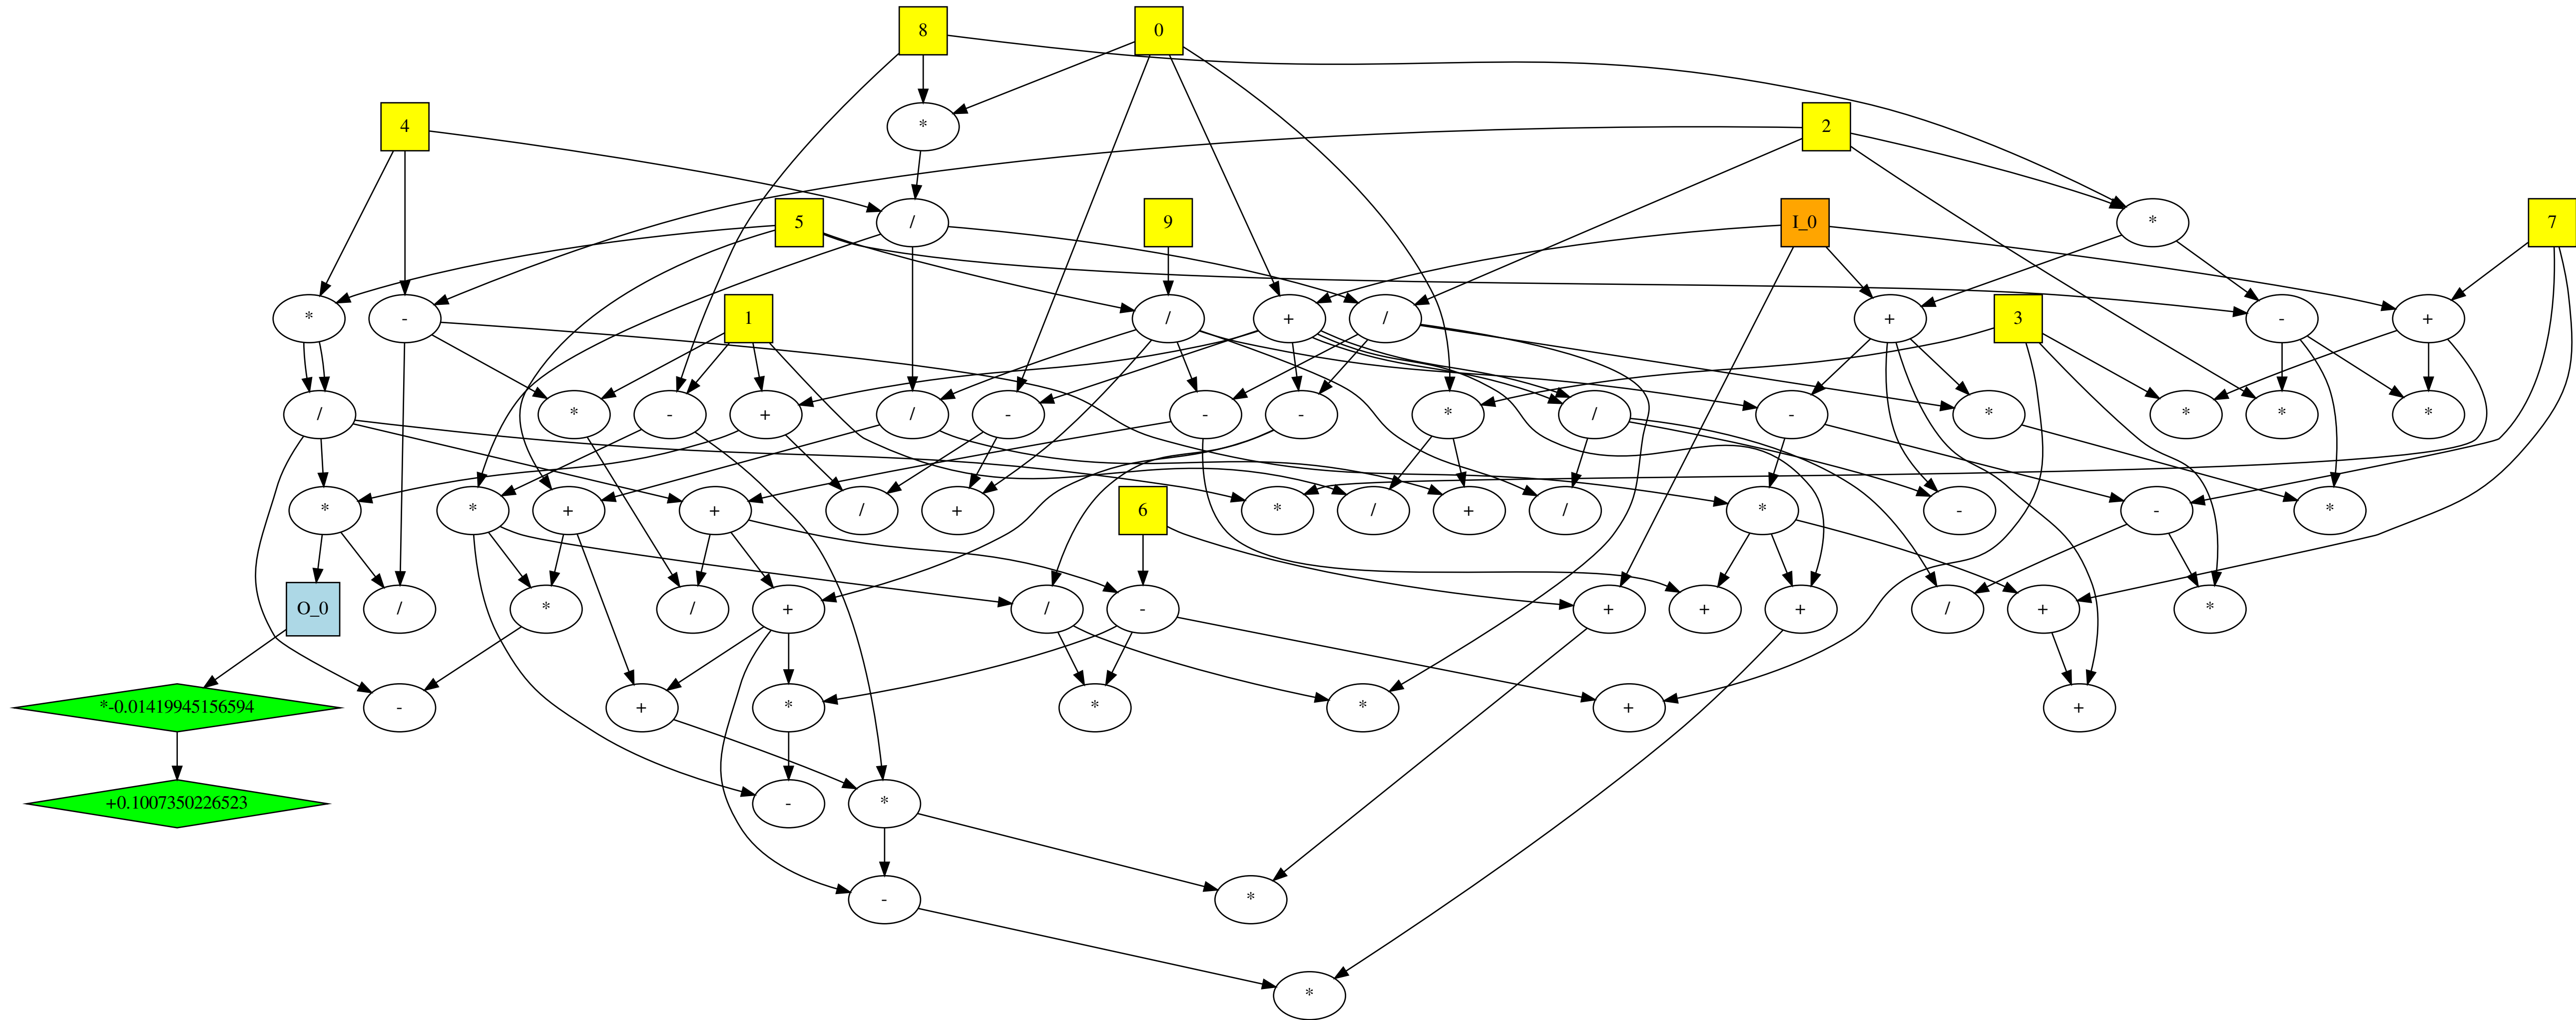 8 0
4 * 2
5 / 9 I_0 * 7
* - 1 / + / + 3 - +
/ * - + / - - - * / - * * * *
* * + + / + 6 * / + / * - - *
O_0 / * / + / - + + + / + *
*-0.01419945156594 - + * * * + +
+0.1007350226523 - *
- *
*